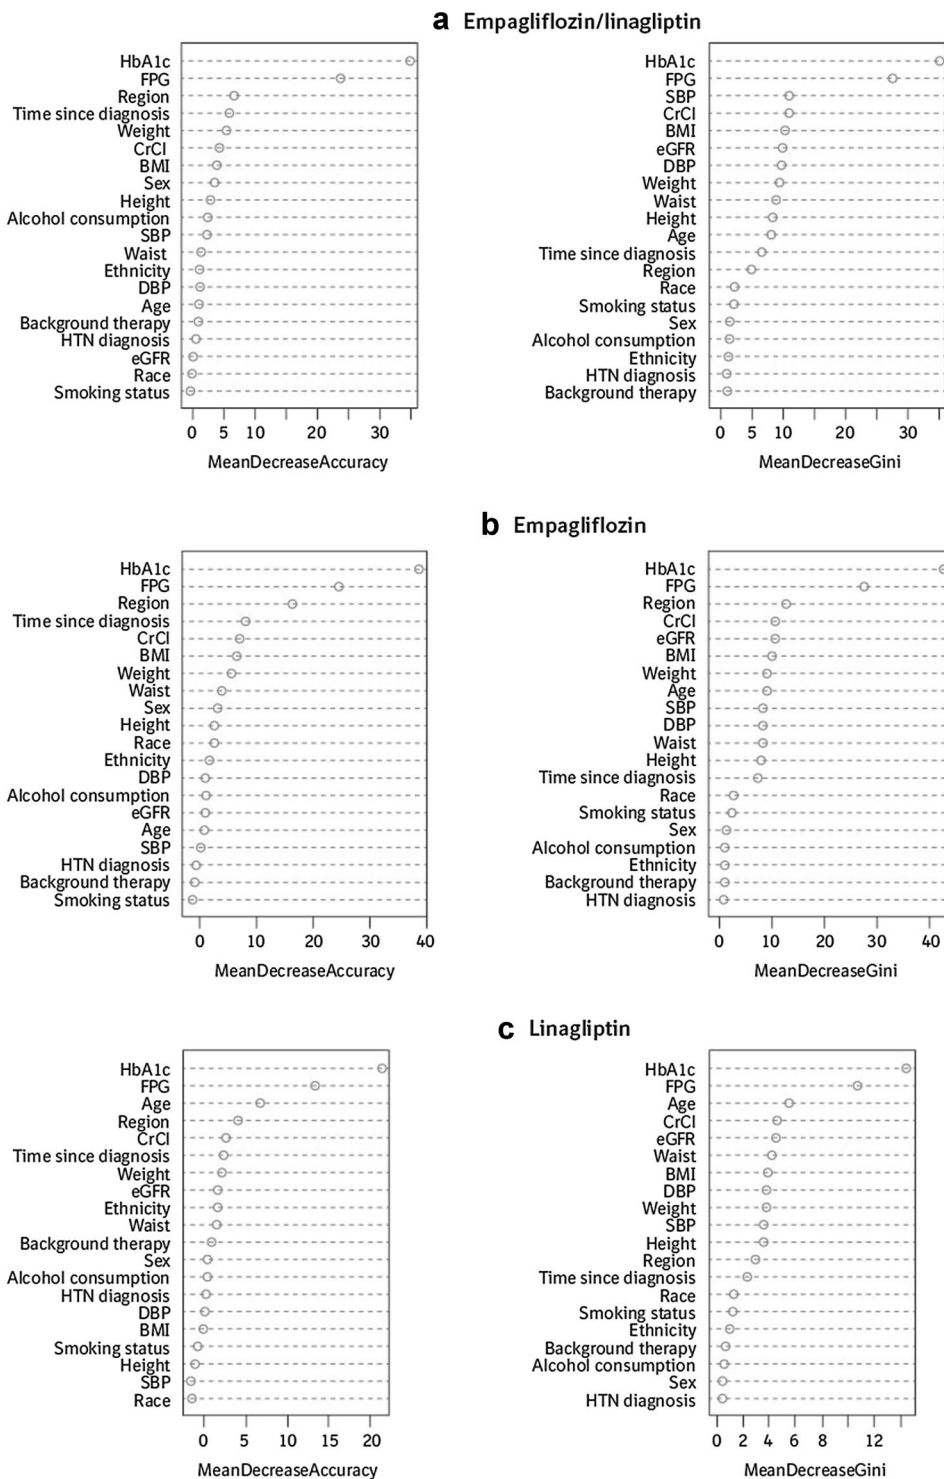 a Empagliflozin/linagliptin
HbA1c
FPG
Region
Time since diagnosis
Weight
CrCl
BMI
Sex
Height
Alcohol consumption
SBP
Waist
Ethnicity
DBP
Age
Background therapy
HTN diagnosis
eGFR
Race
Smoking status
0 5 10 20 30
MeanDecreaseAccuracy
HbA1c
FPG
SBP
CrCl
BMI
eGFR
DBP
Weight
Waist
Height
Age
Time since diagnosis
Region
Race
Smoking status
Sex
Alcohol consumption
Ethnicity
HTN diagnosis
Background therapy
0 5 10 20 30
MeanDecreaseGini
b Empagliflozin
HbA1c
FPG
Region
Time since diagnosis
CrCl
BMI
Weight
Waist
Sex
Height
Race
Ethnicity
DBP
Alcohol consumption
eGFR
Age
SBP
HTN diagnosis
Background therapy
Smoking status
0 10 20 30 40
MeanDecreaseAccuracy
HbA1c
FPG
Region
CrCl
eGFR
BMI
Weight
Age
SBP
DBP
Waist
Height
Time since diagnosis
Race
Smoking status
Sex
Alcohol consumption
Ethnicity
Background therapy
HTN diagnosis
0 10 20 30 40
MeanDecreaseGini
c Linagliptin
HbA1c
FPG
Age
Region
CrCl
Time since diagnosis
Weight
eGFR
Ethnicity
Waist
Background therapy
Sex
Alcohol consumption
HTN diagnosis
DBP
BMI
Smoking status
Height
SBP
Race
0 5 10 15 20
MeanDecreaseAccuracy
HbA1c
FPG
Age
CrCl
eGFR
Waist
BMI
DBP
Weight
SBP
Height
Region
Time since diagnosis
Race
Smoking status
Ethnicity
Background therapy
Alcohol consumption
Sex
HTN diagnosis
0 2 4 6 8 12
MeanDecreaseGini